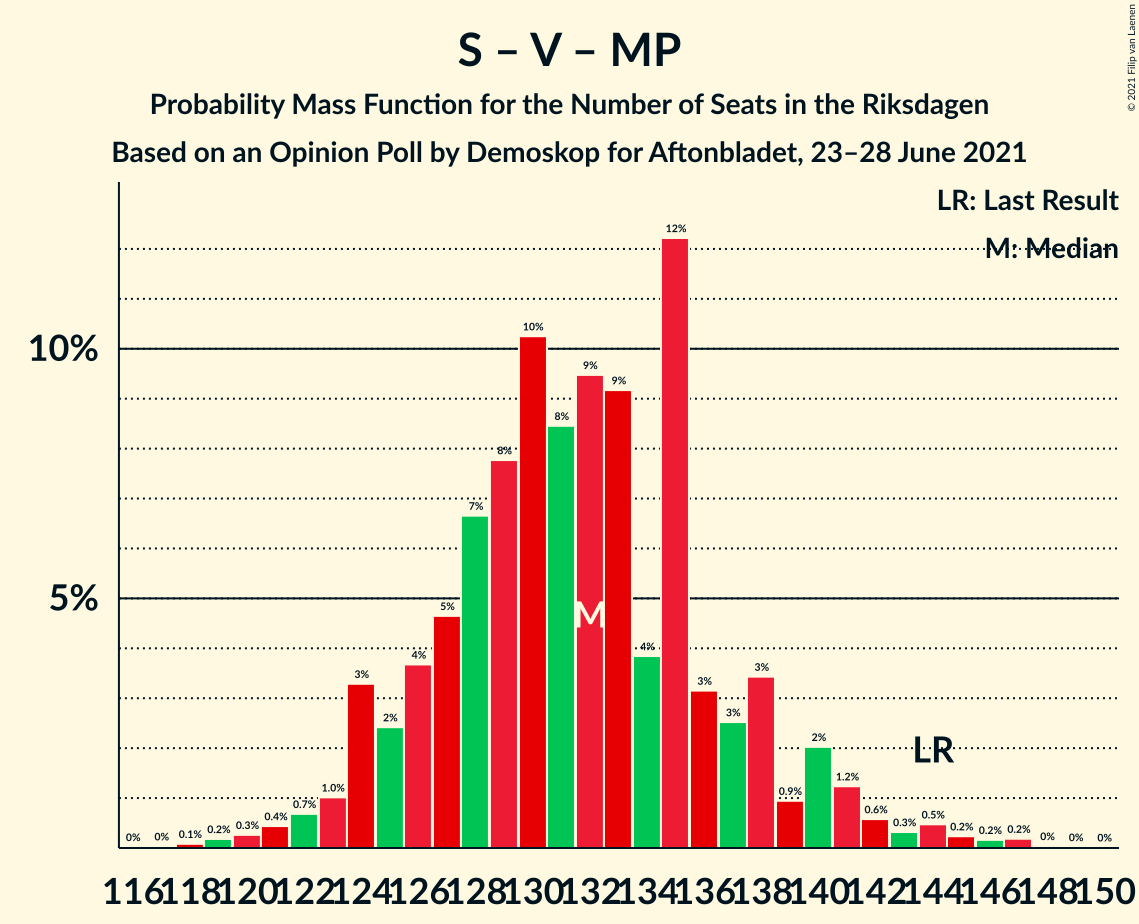 © 2021 Filip van Laenen
S – V – MP
Probability Mass Function for the Number of Seats in the Riksdagen
Based on an Opinion Poll by Demoskop for Aftonbladet, 23–28 June 2021
LR: Last Result
M: Median
10%
5%
0% 0% 0.1% 0.2% 0.3% 0.4% 0.7% 1.0% 3% 2% 4% 5% 7% 8% 10% 8% 9% 9% 4% 12% 3% 3% 3% 0.9% 2% 1.2% 0.6% 0.3% 0.5% 0.2% 0.2% 0.2% 0% 0% 0%
M
LR
116 118 120 122 124 126 128 130 132 134 136 138 140 142 144 146 148 150